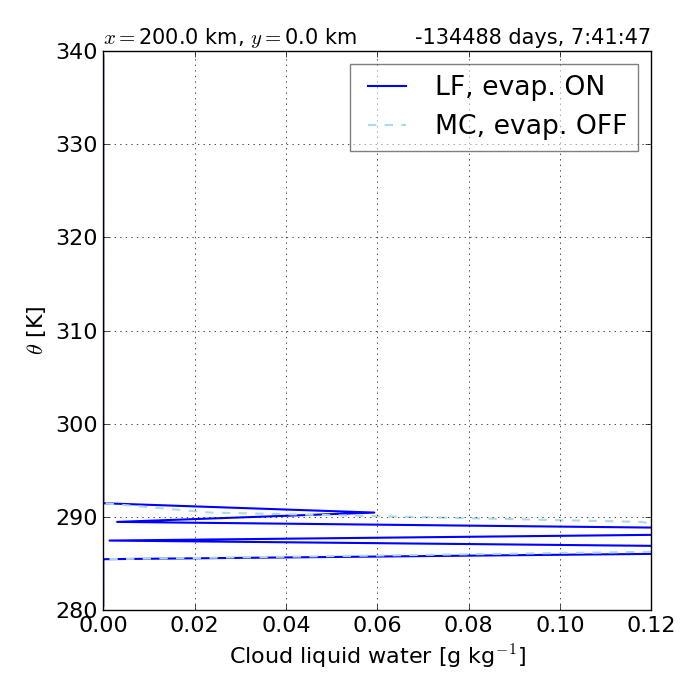 x = 200.0 km, y = 0.0 km
-134488 days, 7:41:47
LF, evap. ON
MC, evap. OFF
340
330
320
310
300
290
280
θ [K]
0.00 0.02 0.04 0.06 0.08 0.10 0.12
Cloud liquid water [g kg⁻¹]